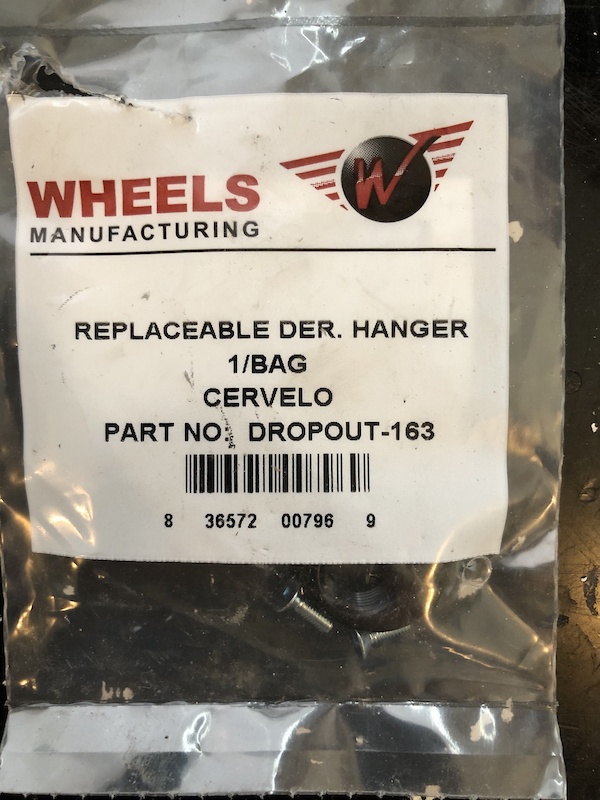 WHEELS
MANUFACTURING
W
REPLACEABLE DER. HANGER
1/BAG
CERVELO
PART NO: DROPOUT-163
8 36572 00796 9